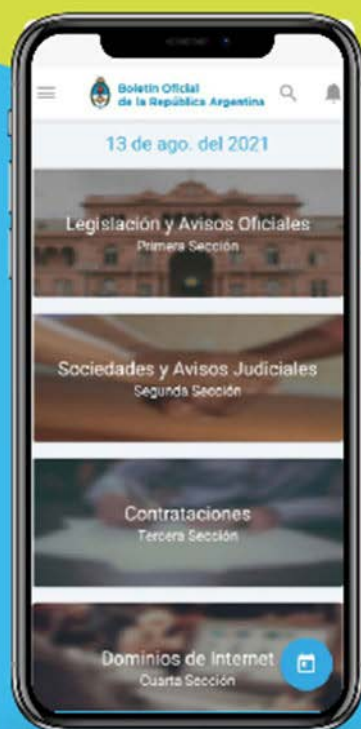 Boletín Oficial
de la República Argentina
13 de ago. del 2021
Legislación y Avisos Oficiales
Primera Sección
Sociedades y Avisos Judiciales
Segunda Sección
Contrataciones
Tercera Sección
Dominios de Internet
Cuarta Sección